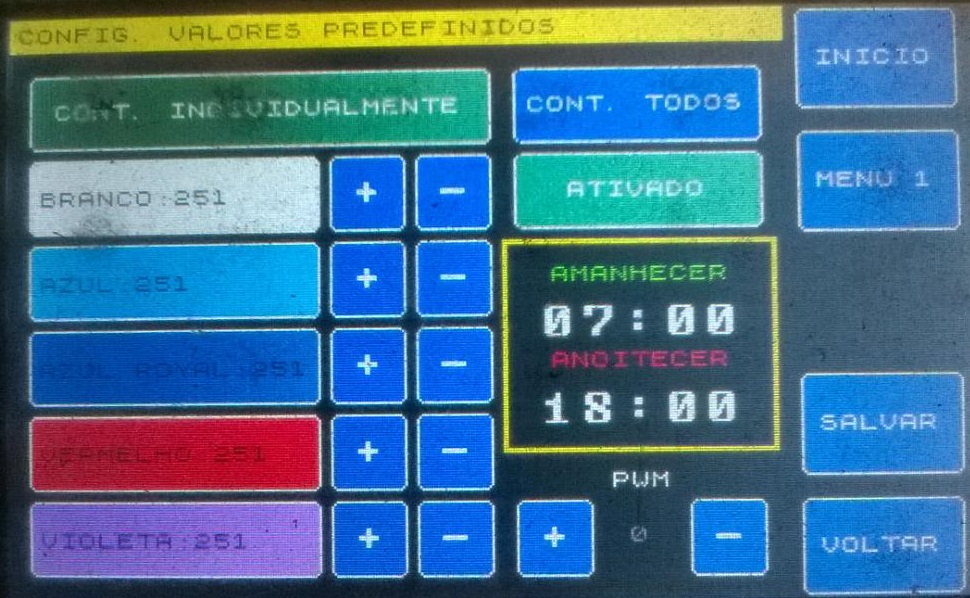 CONFIG. VALORES PREDEFINIDOS
INICIO
CONT. INDIVIDUALMENTE
CONT. TODOS
BRANCO:251
+
-
ATIVADO
MENU 1
AZUL:251
+
-
AMANHECER
07:00
AZUL ROYAL:251
+
-
ANOITECER
18:00
SALVAR
VERMELHO 251
+
-
PWM
VIOLETA:251
+
-
+
0
-
VOLTAR